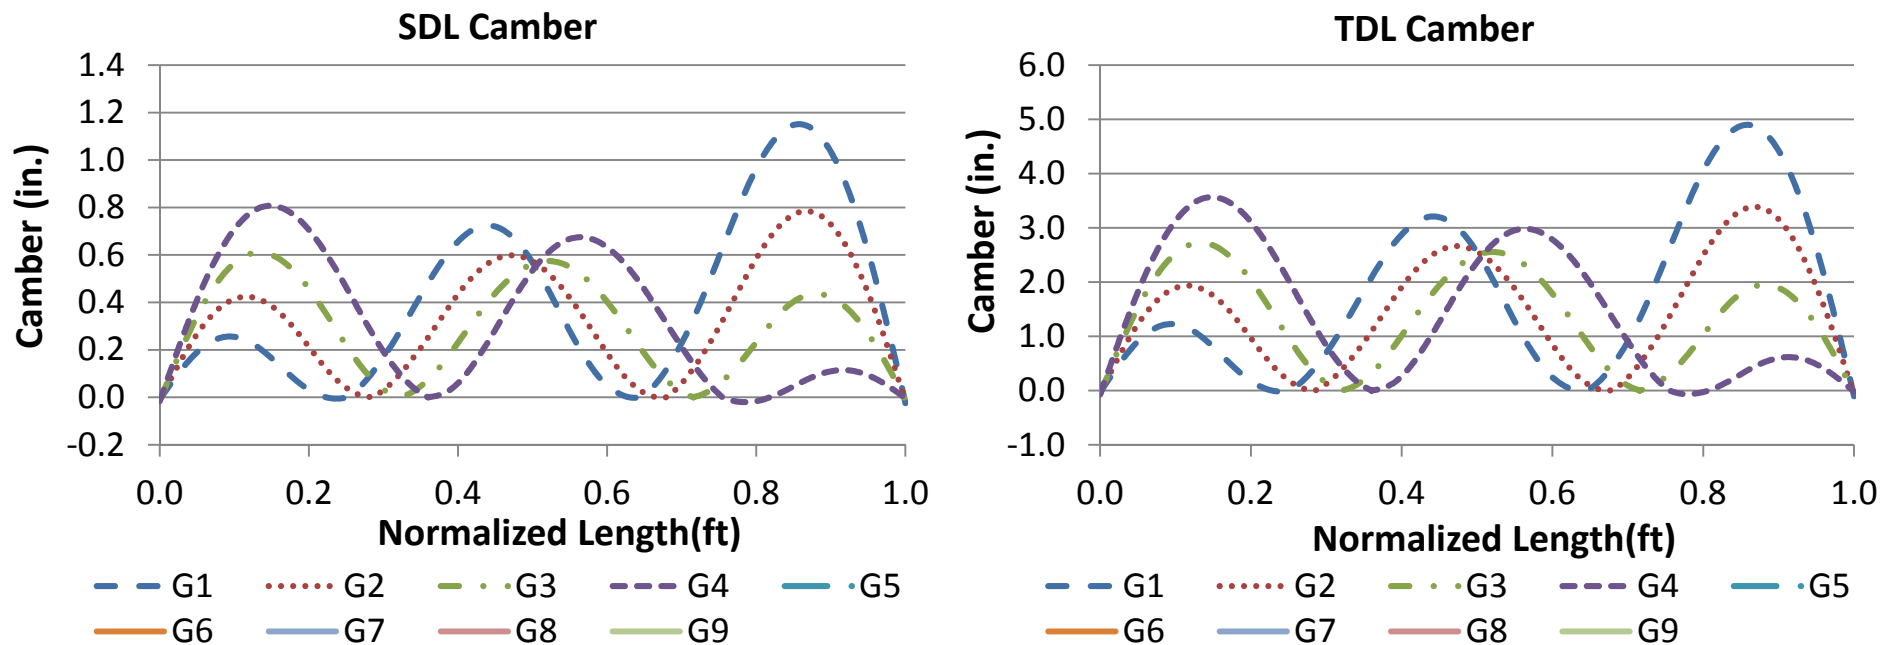 SDL Camber
1.4
1.2
1.0
0.8
0.6
0.4
0.2
0.0
-0.2
Camber (in.)
0.0 0.2 0.4 0.6 0.8 1.0
Normalized Length(ft)
G1 G2 G3 G4 G5
G6 G7 G8 G9
TDL Camber
6.0
5.0
4.0
3.0
2.0
1.0
0.0
-1.0
Camber (in.)
0.0 0.2 0.4 0.6 0.8 1.0
Normalized Length(ft)
G1 G2 G3 G4 G5
G6 G7 G8 G9